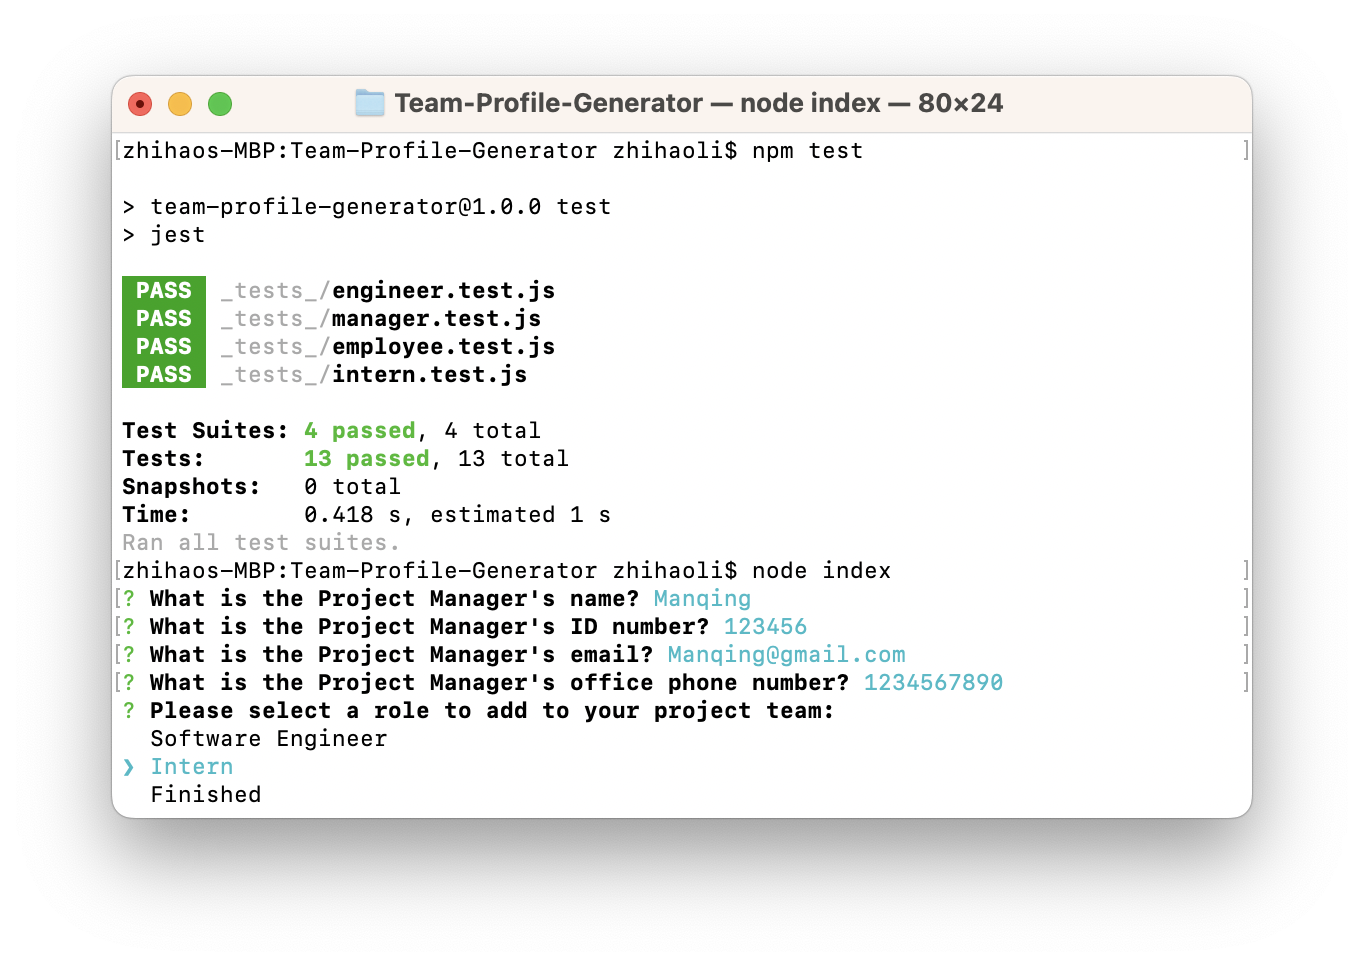 Team-Profile-Generator — node index — 80×24
[zhihaos-MBP:Team-Profile-Generator zhihaoli$ npm test ]
> team-profile-generator@1.0.0 test
> jest
PASS _tests_/engineer.test.js
PASS _tests_/manager.test.js
PASS _tests_/employee.test.js
PASS _tests_/intern.test.js
Test Suites: 4 passed, 4 total
Tests: 13 passed, 13 total
Snapshots: 0 total
Time: 0.418 s, estimated 1 s
Ran all test suites.
[zhihaos-MBP:Team-Profile-Generator zhihaoli$ node index ]
[? What is the Project Manager's name? Manqing ]
[? What is the Project Manager's ID number? 123456 ]
[? What is the Project Manager's email? Manqing@gmail.com ]
[? What is the Project Manager's office phone number? 1234567890 ]
? Please select a role to add to your project team:
Software Engineer
❯ Intern
Finished